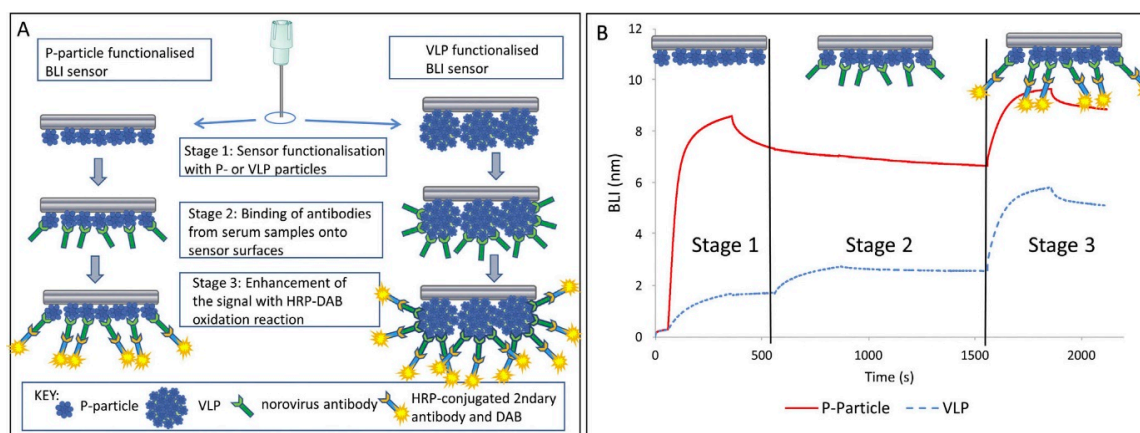 A
P-particle functionalised
BLI sensor
VLP functionalised
BLI sensor
Stage 1: Sensor functionalisation
with P- or VLP particles
Stage 2: Binding of antibodies
from serum samples onto
sensor surfaces
Stage 3: Enhancement of
the signal with HRP-DAB
oxidation reaction
KEY:
P-particle
VLP
norovirus antibody
HRP-conjugated 2ndary
antibody and DAB
B
12
10
8
6
4
2
0
BLI (nm)
Stage 1
Stage 2
Stage 3
0
500
1000
1500
2000
Time (s)
P-Particle
VLP